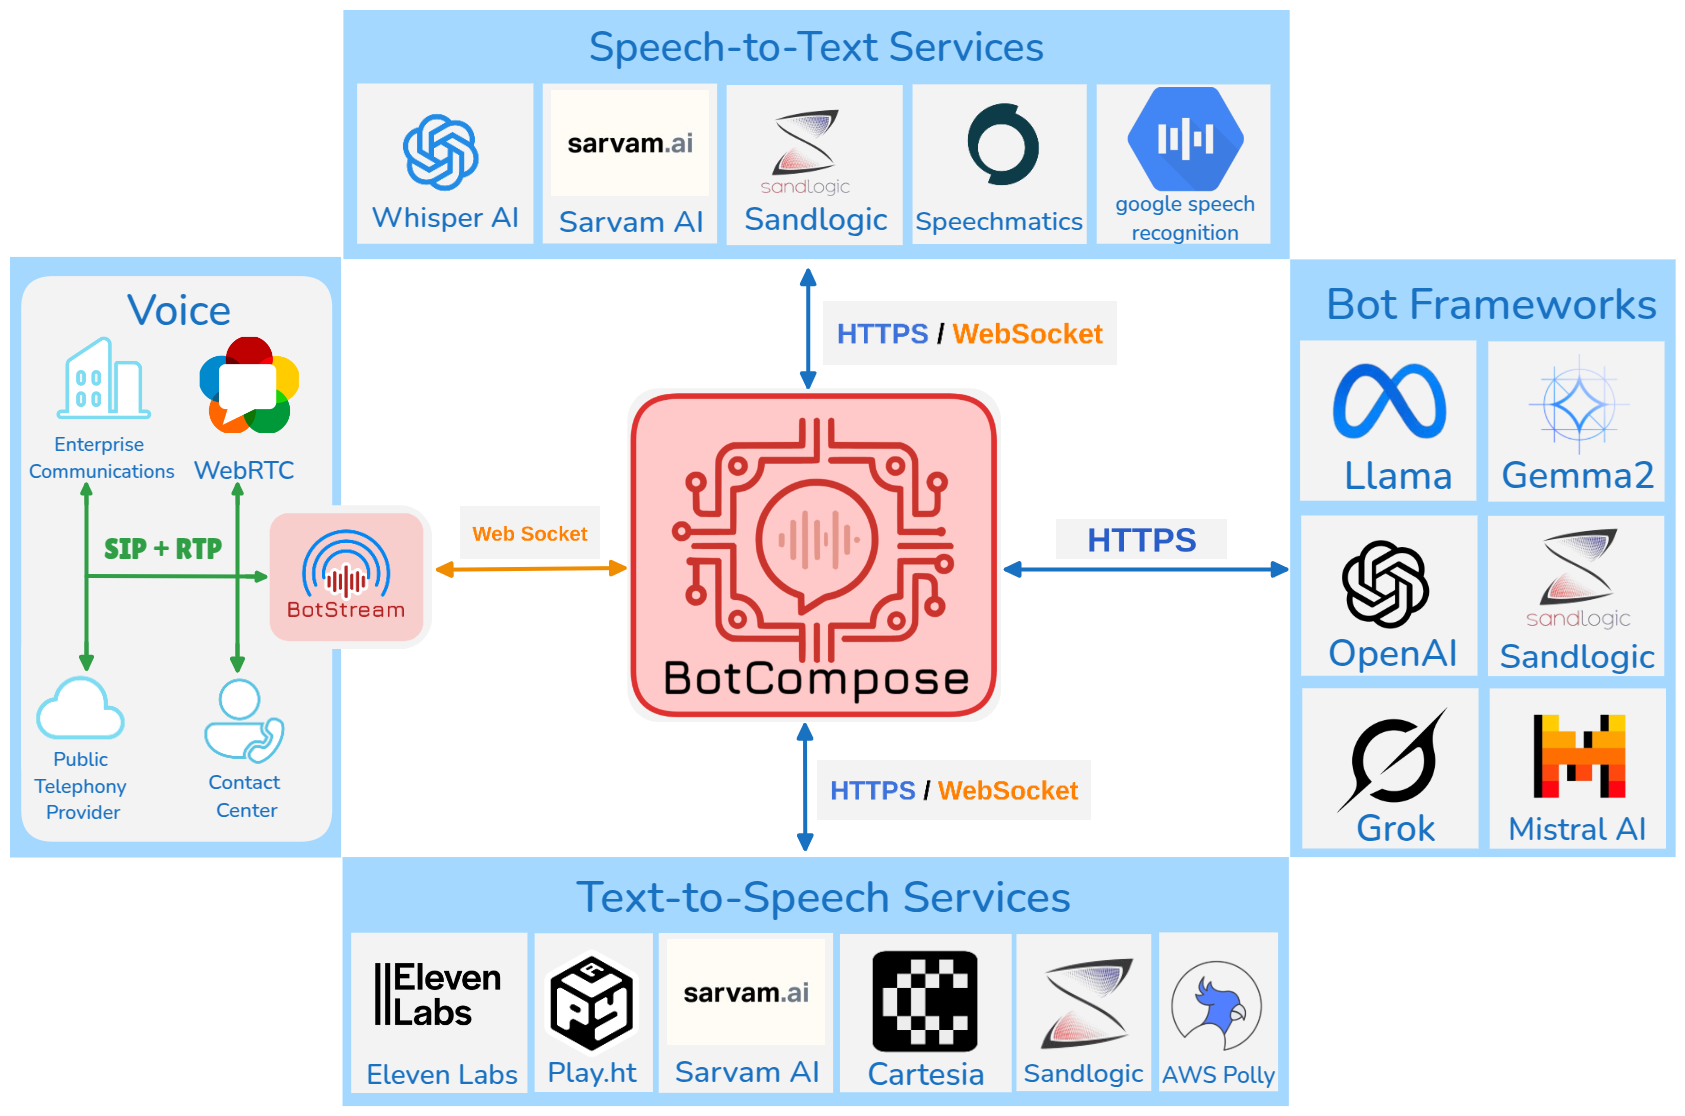 Speech-to-Text Services
sarvam.ai
sandlogic
Whisper AI
Sarvam AI
Sandlogic
Speechmatics
google speech
recognition
Voice
Enterprise
Communications
WebRTC
SIP + RTP
BotStream
Public
Telephony
Provider
Contact
Center
Web Socket
HTTPS / WebSocket
BotCompose
HTTPS
HTTPS / WebSocket
Bot Frameworks
Llama
Gemma2
OpenAI
sandlogic
Sandlogic
Grok
Mistral AI
Text-to-Speech Services
ElevenLabs
Eleven Labs
PLAY
Play.ht
sarvam.ai
Sarvam AI
Cartesia
Sandlogic
AWS Polly